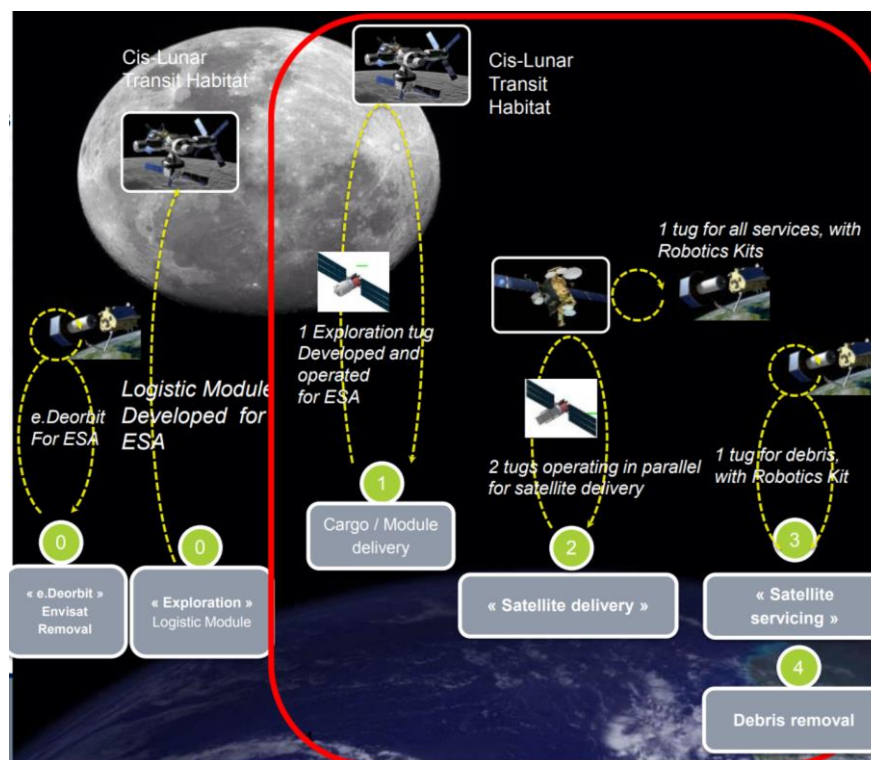 Cis-Lunar
Transit Habitat
Cis-Lunar
Transit
Habitat
1 tug for all services, with
Robotics Kits
1 Exploration tug
Developed and
operated
for ESA
e.Deorbit
For ESA
Logistic Module
Developed for
ESA
2 tugs operating in parallel
for satellite delivery
1 tug for debris,
with Robotics Kit
0
« e.Deorbit »
Envisat
Removal
0
« Exploration »
Logistic Module
1
Cargo / Module
delivery
2
« Satellite delivery »
3
« Satellite
servicing »
4
Debris removal